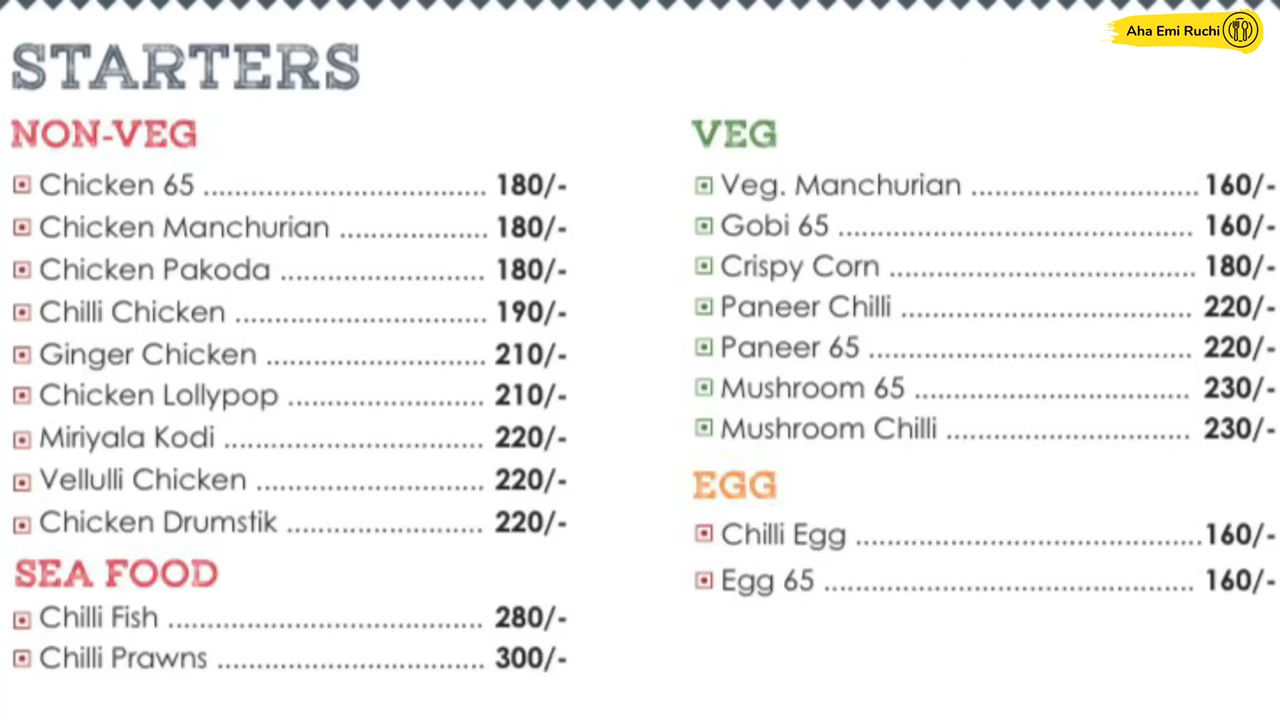 Aha Emi Ruchi
STARTERS
NON-VEG
Chicken 65 ................................ 180/-
Chicken Manchurian ................. 180/-
Chicken Pakoda ....................... 180/-
Chilli Chicken ............................ 190/-
Ginger Chicken ........................ 210/-
Chicken Lollypop ...................... 210/-
Miriyala Kodi ............................. 220/-
Vellulli Chicken .......................... 220/-
Chicken Drumstik ...................... 220/-
SEA FOOD
Chilli Fish ................................... 280/-
Chilli Prawns .............................. 300/-
VEG
Veg. Manchurian ......................... 160/-
Gobi 65 ........................................ 160/-
Crispy Corn .................................. 180/-
Paneer Chilli ................................ 220/-
Paneer 65 .................................... 220/-
Mushroom 65 ............................... 230/-
Mushroom Chilli ........................... 230/-
EGG
Chilli Egg ...................................... 160/-
Egg 65 .......................................... 160/-